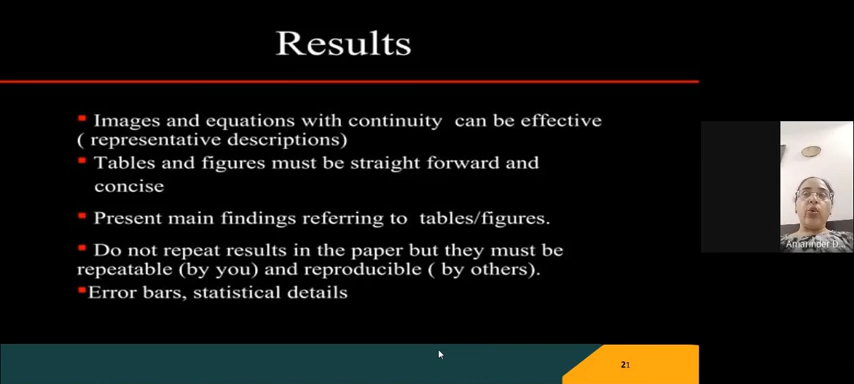 Results
▪ Images and equations with continuity can be effective
( representative descriptions)
▪ Tables and figures must be straight forward and
concise
▪ Present main findings referring to tables/figures.
▪ Do not repeat results in the paper but they must be
repeatable (by you) and reproducible ( by others).
▪Error bars, statistical details
Amarinder D...
21